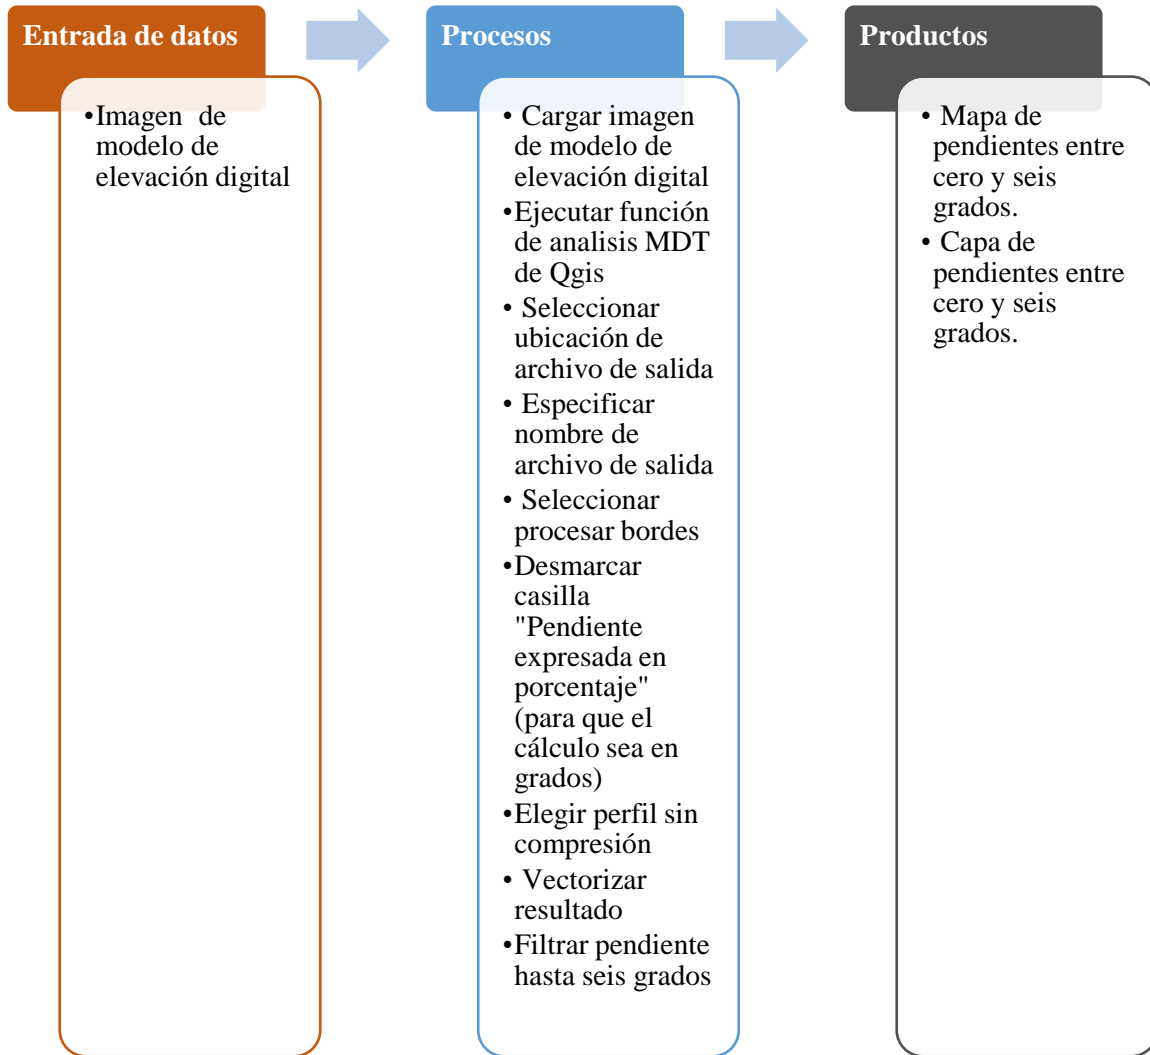 Entrada de datos
•Imagen de
modelo de
elevación digital
Procesos
• Cargar imagen
de modelo de
elevación digital
•Ejecutar función
de analisis MDT
de Qgis
• Seleccionar
ubicación de
archivo de salida
• Especificar
nombre de
archivo de salida
• Seleccionar
procesar bordes
•Desmarcar
casilla
"Pendiente
expresada en
porcentaje"
(para que el
cálculo sea en
grados)
•Elegir perfil sin
compresión
• Vectorizar
resultado
•Filtrar pendiente
hasta seis grados
Productos
• Mapa de
pendientes entre
cero y seis
grados.
• Capa de
pendientes entre
cero y seis
grados.